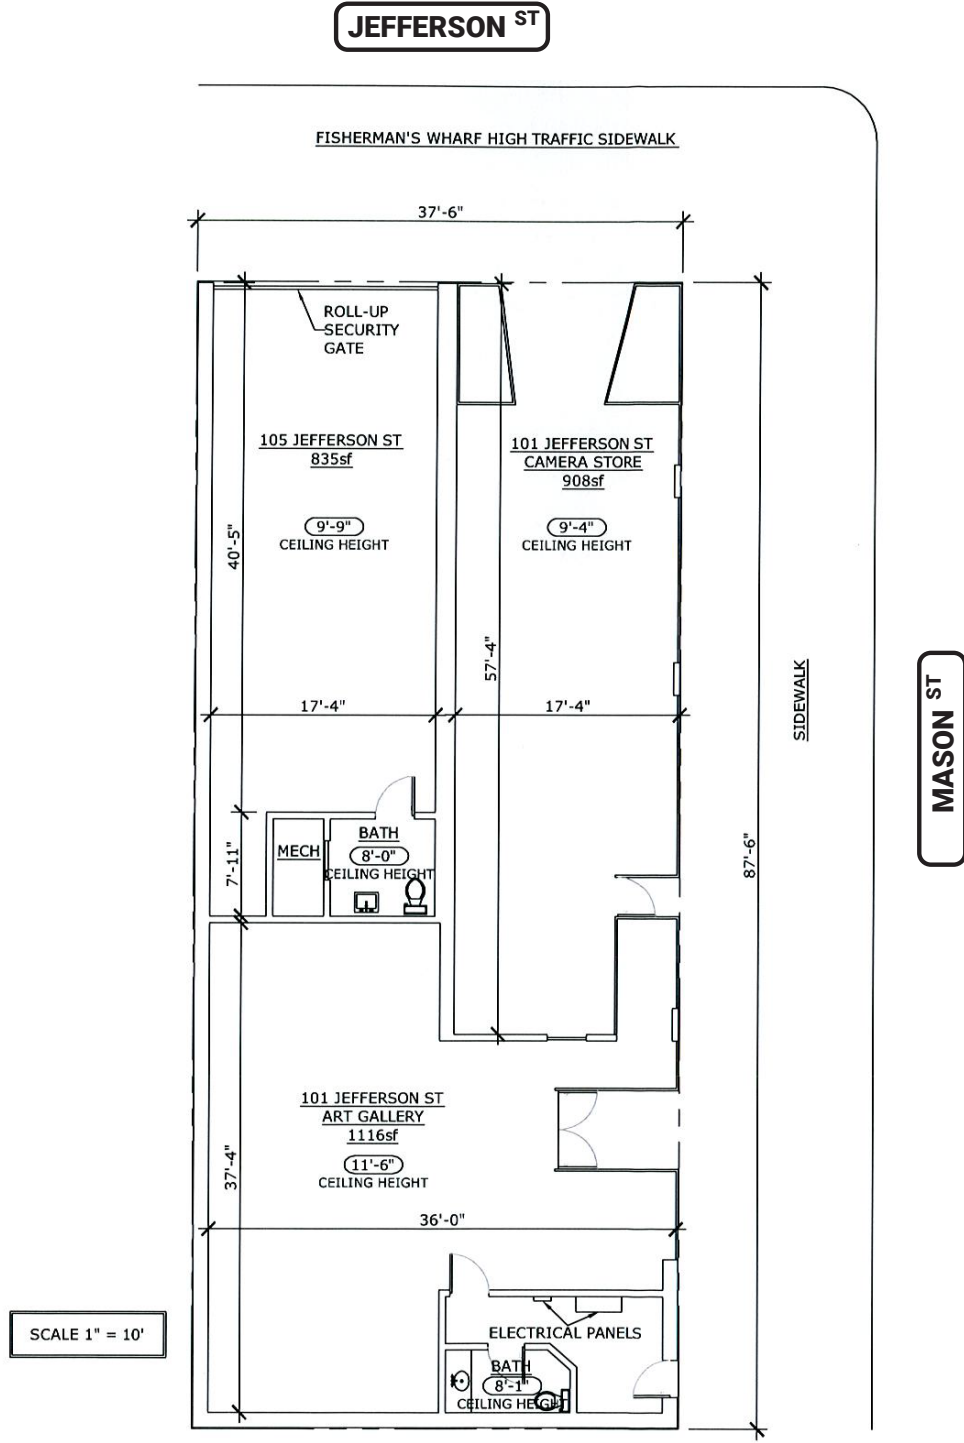 JEFFERSON ST
FISHERMAN'S WHARF HIGH TRAFFIC SIDEWALK
37'-6"
ROLL-UP
SECURITY
GATE
105 JEFFERSON ST
835sf
9'-9"
CEILING HEIGHT
101 JEFFERSON ST
CAMERA STORE
908sf
9'-4"
CEILING HEIGHT
40'-5"
57'-4"
17'-4"
17'-4"
SIDEWALK
MASON ST
87'-6"
7'-11"
MECH
BATH
8'-0"
CEILING HEIGHT
101 JEFFERSON ST
ART GALLERY
1116sf
11'-6"
CEILING HEIGHT
37'-4"
36'-0"
SCALE 1" = 10'
ELECTRICAL PANELS
BATH
8'-1"
CEILING HEIGHT